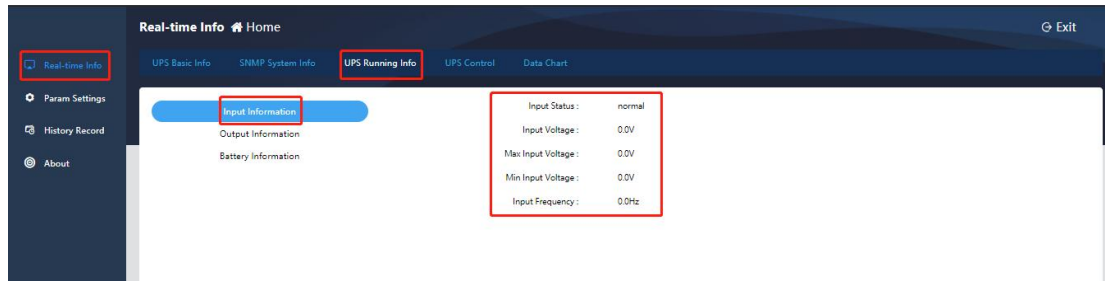 Real-time Info Home
Exit
Real-time Info
Param Settings
History Record
About
UPS Basic Info
SNMP System Info
UPS Running Info
UPS Control
Data Chart
Input Information
Output Information
Battery Information
Input Status : normal
Input Voltage : 0.0V
Max Input Voltage : 0.0V
Min Input Voltage : 0.0V
Input Frequency : 0.0Hz